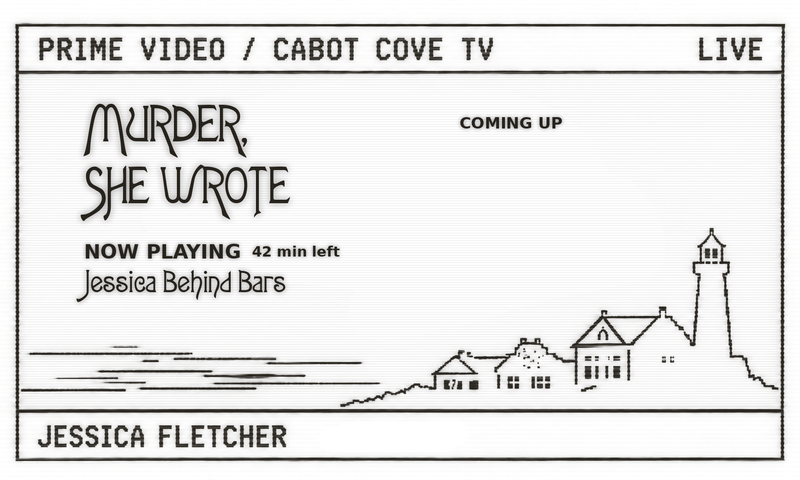 PRIME VIDEO / CABOT COVE TV LIVE
MURDER,
SHE WROTE
COMING UP
NOW PLAYING 42 min left
Jessica Behind Bars
JESSICA FLETCHER